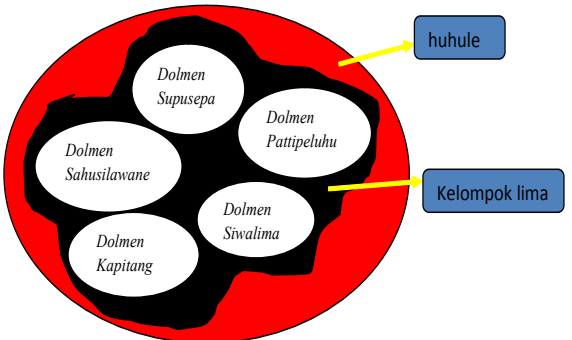 huhule
Dolmen
Supusepa
Dolmen
Pattipeluhu
Dolmen
Sahusilawane
Kelompok lima
Dolmen
Siwalima
Dolmen
Kapitang